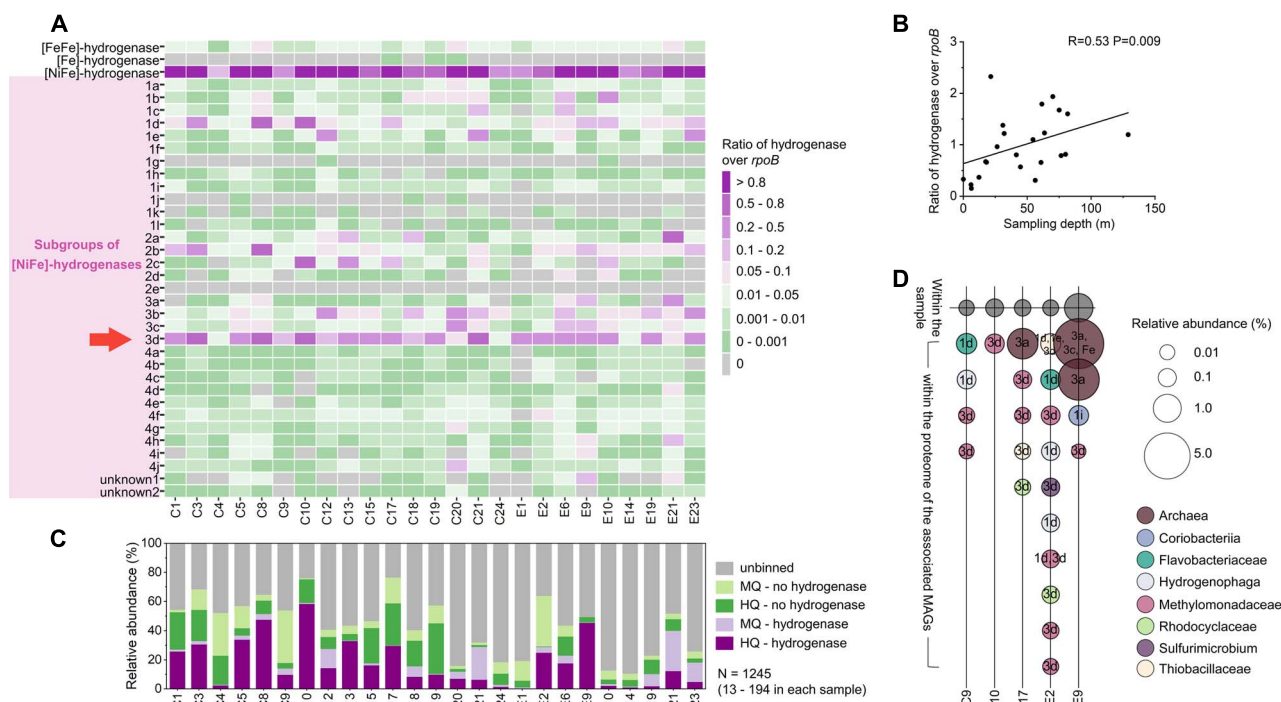 A
[FeFe]-hydrogenase
[Fe]-hydrogenase
[NiFe]-hydrogenase
1a
1b
1c
1d
1e
1f
1g
1h
1i
1j
1k
1l
2a
2b
2c
2d
2e
3a
3b
3c
3d
4a
4b
4c
4d
4e
4f
4g
4h
4i
4j
unknown1
unknown2
Subgroups of
[NiFe]-hydrogenases
C1 C3 C4 C5 C8 C9 C10 C12 C13 C15 C17 C18 C19 C20 C21 C24 E1 E2 E6 E9 E10 E14 E19 E21 E23
Ratio of hydrogenase
over rpoB
> 0.8
0.5 - 0.8
0.2 - 0.5
0.1 - 0.2
0.05 - 0.1
0.01 - 0.05
0.001 - 0.01
0 - 0.001
0
B
R=0.53 P=0.009
Ratio of hydrogenase over rpoB
3
2
1
0
0 50 100 150
Sampling depth (m)
C
Relative abundance (%)
100
80
60
40
20
0
unbinned
MQ - no hydrogenase
HQ - no hydrogenase
MQ - hydrogenase
HQ - hydrogenase
N = 1245
(13 - 194 in each sample)
D
Within the
sample
within the proteome of the associated MAGs
1d 3d 3a 3a,
3c, Fe
1d 3d 1d 3a
3d 3d 3d 1i
3d 3d 1d 3d
3d 3d
1d
1d,3d
3d
3d
3d
Relative abundance (%)
0.01
0.1
1.0
5.0
Archaea
Coriobacteriia
Flavobacteriaceae
Hydrogenophaga
Methylomonadaceae
Rhodocyclaceae
Sulfurimicrobium
Thiobacillaceae